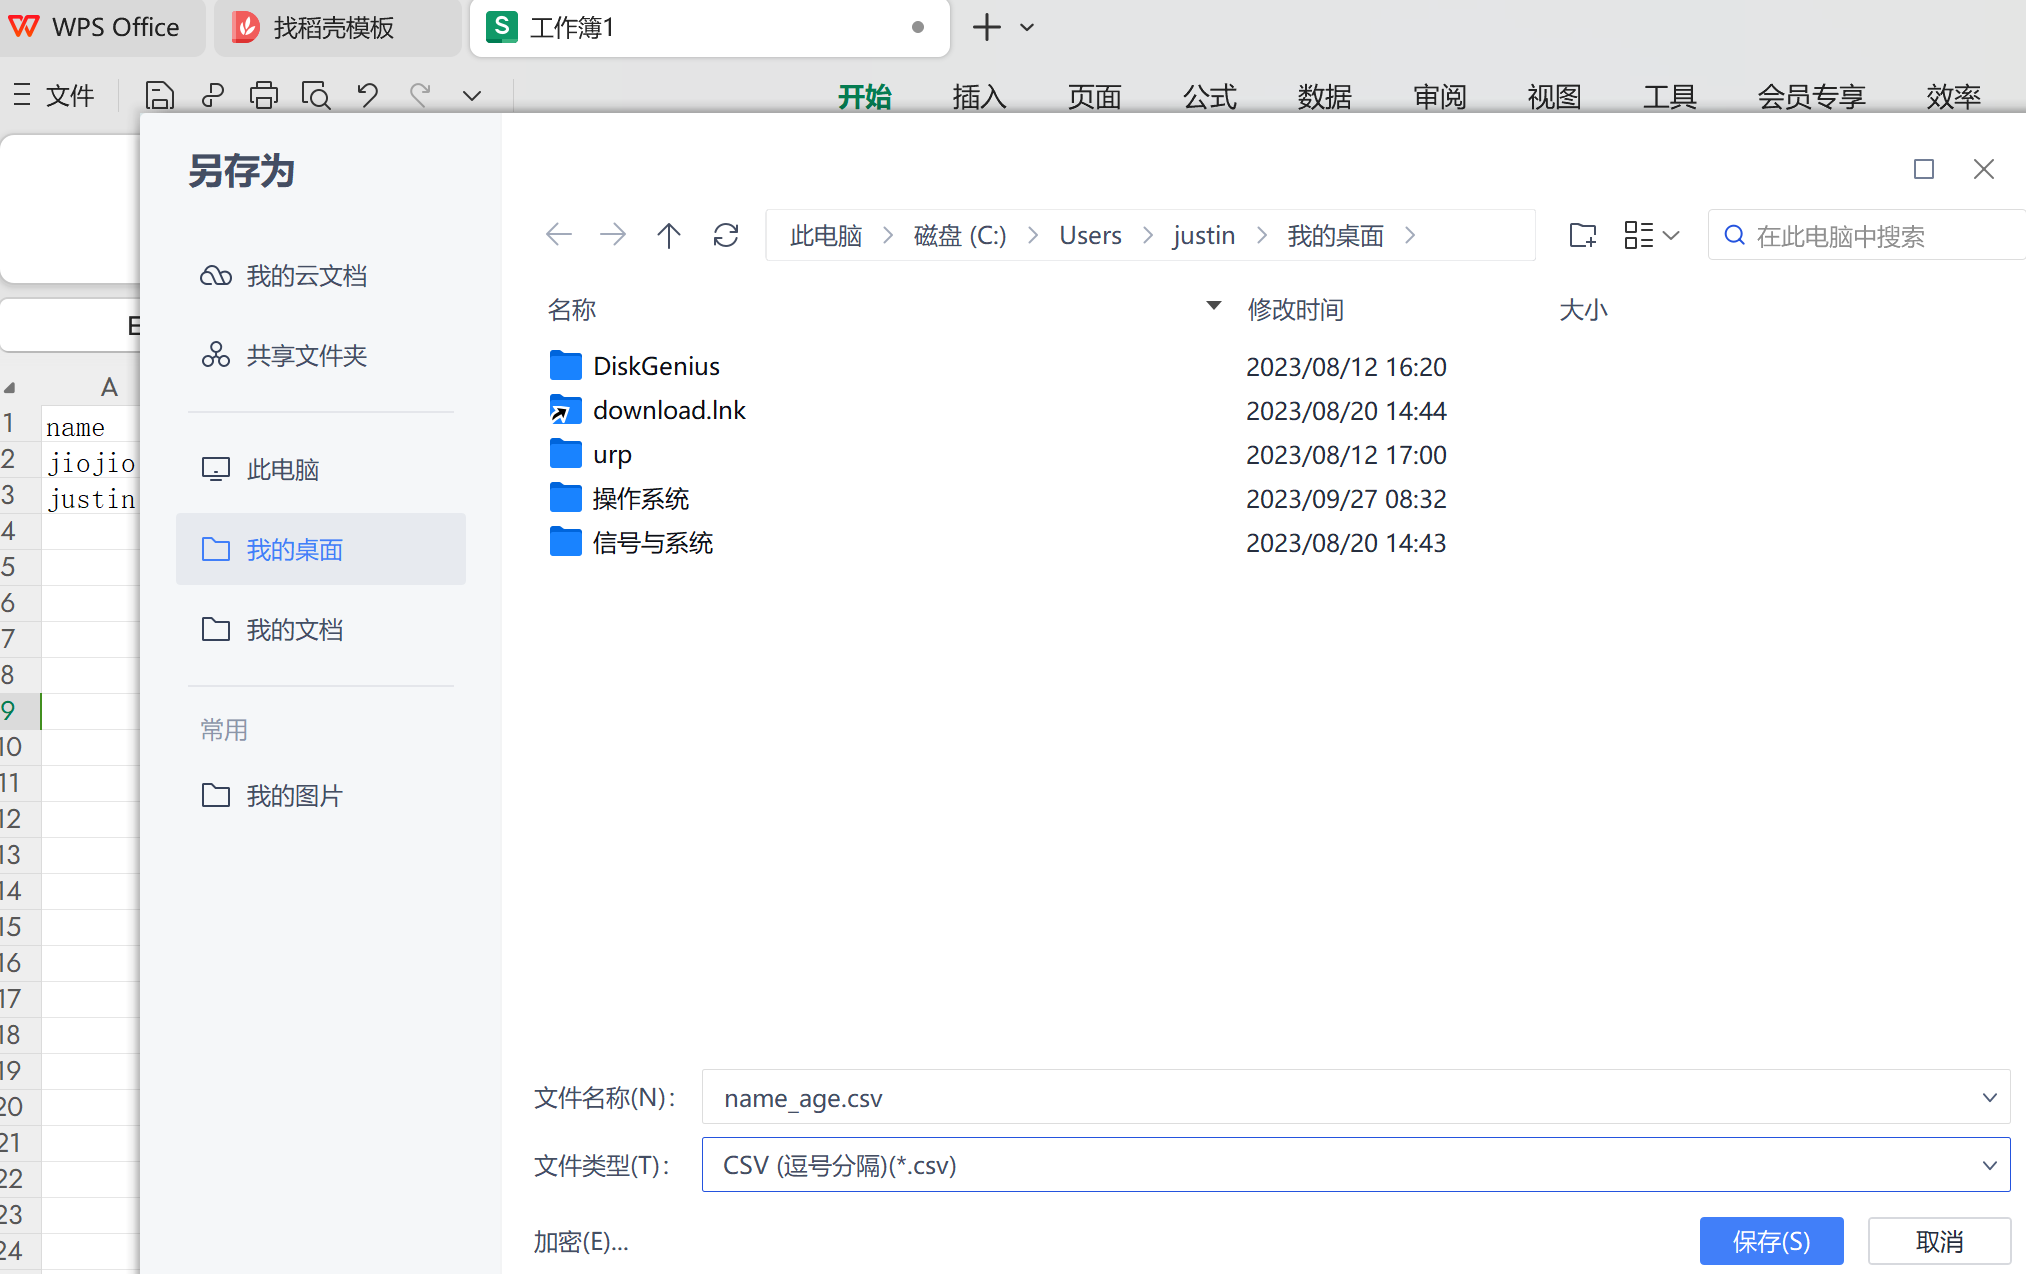 WPS Office
找稻壳模板
工作簿1
文件
开始 插入 页面 公式 数据 审阅 视图 工具 会员专享 效率
另存为
我的云文档
共享文件夹
此电脑
我的桌面
我的文档
常用
我的图片
此电脑 磁盘 (C:) Users justin 我的桌面
在此电脑中搜索
名称 修改时间 大小
DiskGenius 2023/08/12 16:20
download.lnk 2023/08/20 14:44
urp 2023/08/12 17:00
操作系统 2023/09/27 08:32
信号与系统 2023/08/20 14:43
A
1 name
2 jiojio
3 justin
4
5
6
7
8
9
10
11
12
13
14
15
16
17
18
19
20
21
22
23
24
文件名称(N)： name_age.csv
文件类型(T)： CSV (逗号分隔)(*.csv)
加密(E)...
保存(S)
取消